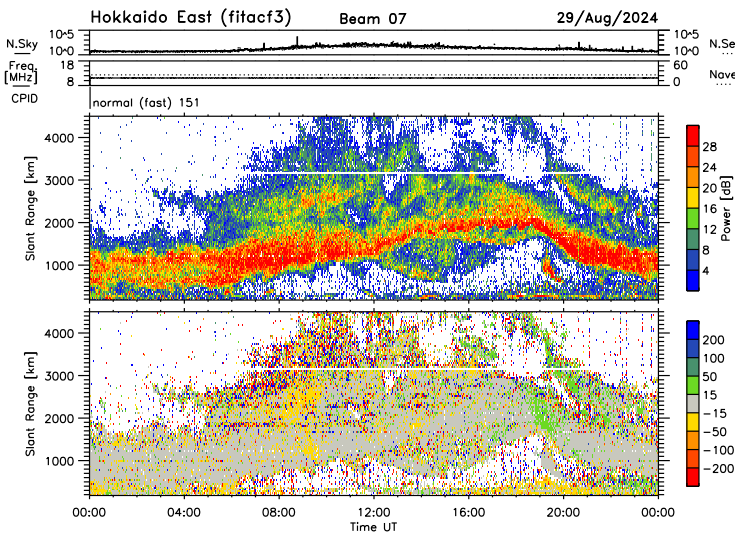 Hokkaido East (fitacf3) Beam 07 29/Aug/2024
N.Sky 10^5 10^0 10^5 10^0 N.Se
Freq. [MHz] 18 8 60 0 Nave
CPID normal (fast) 151
Slant Range [km] 4000 3000 2000 1000
28 24 20 16 12 8 4 Power [dB]
Slant Range [km] 4000 3000 2000 1000
200 100 50 15 -15 -50 -100 -200
00:00 04:00 08:00 12:00 16:00 20:00 00:00
Time UT